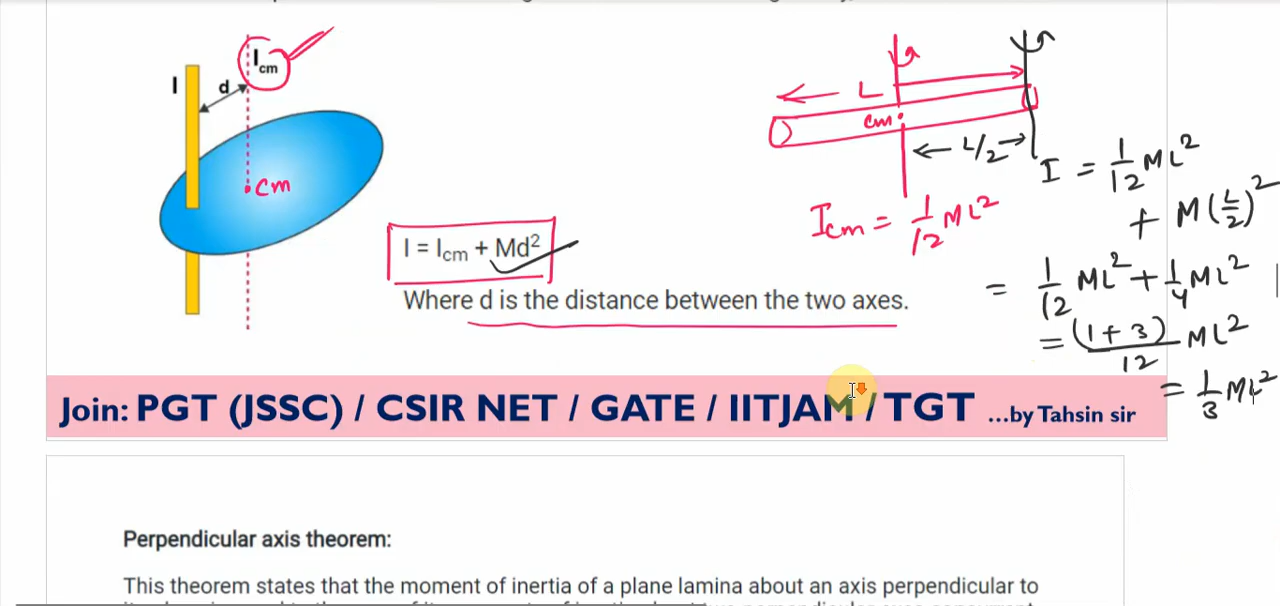 I
d
Icm
cm
I = Icm + Md²
Where d is the distance between the two axes.
L
cm
L/2
Icm = 1/12 ML²
I = 1/12 ML²
+ M(L/2)²
= 1/12 ML² + 1/4 ML²
= (1+3)/12 ML²
= 1/3 ML²
Join: PGT (JSSC) / CSIR NET / GATE / IITJAM / TGT ...by Tahsin sir
Perpendicular axis theorem:
This theorem states that the moment of inertia of a plane lamina about an axis perpendicular to